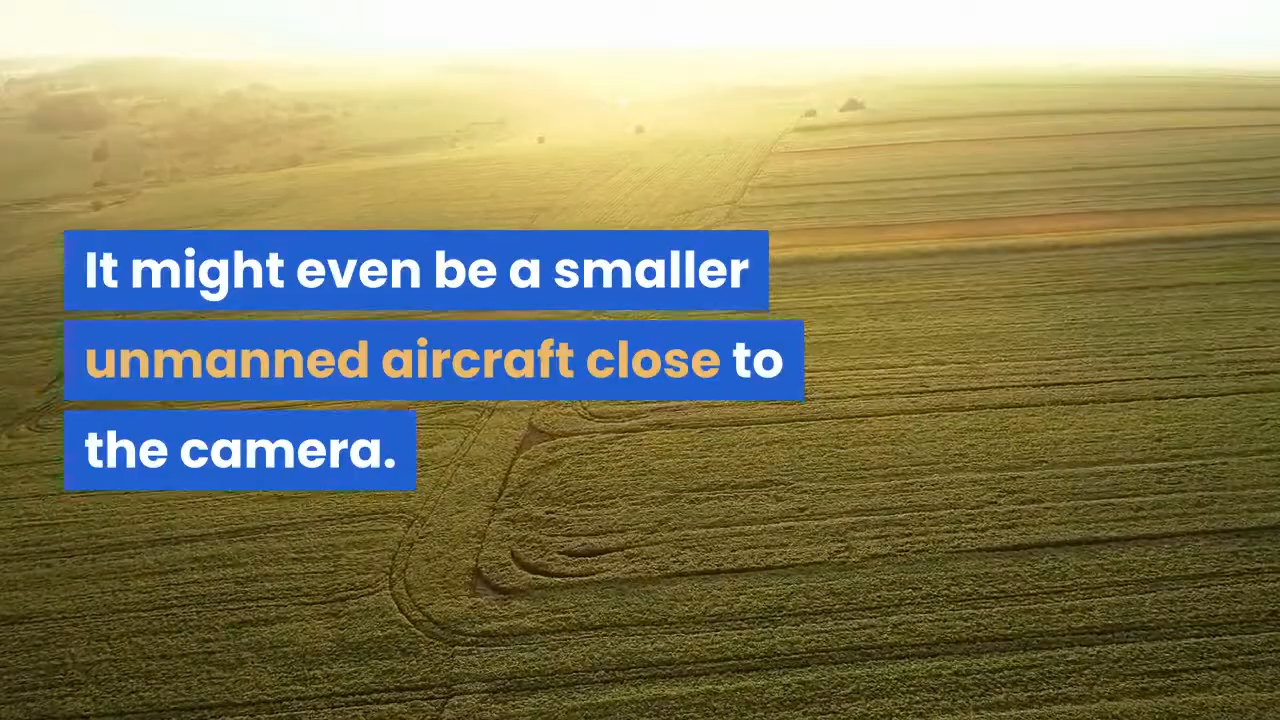 It might even be a smaller
unmanned aircraft close to
the camera.